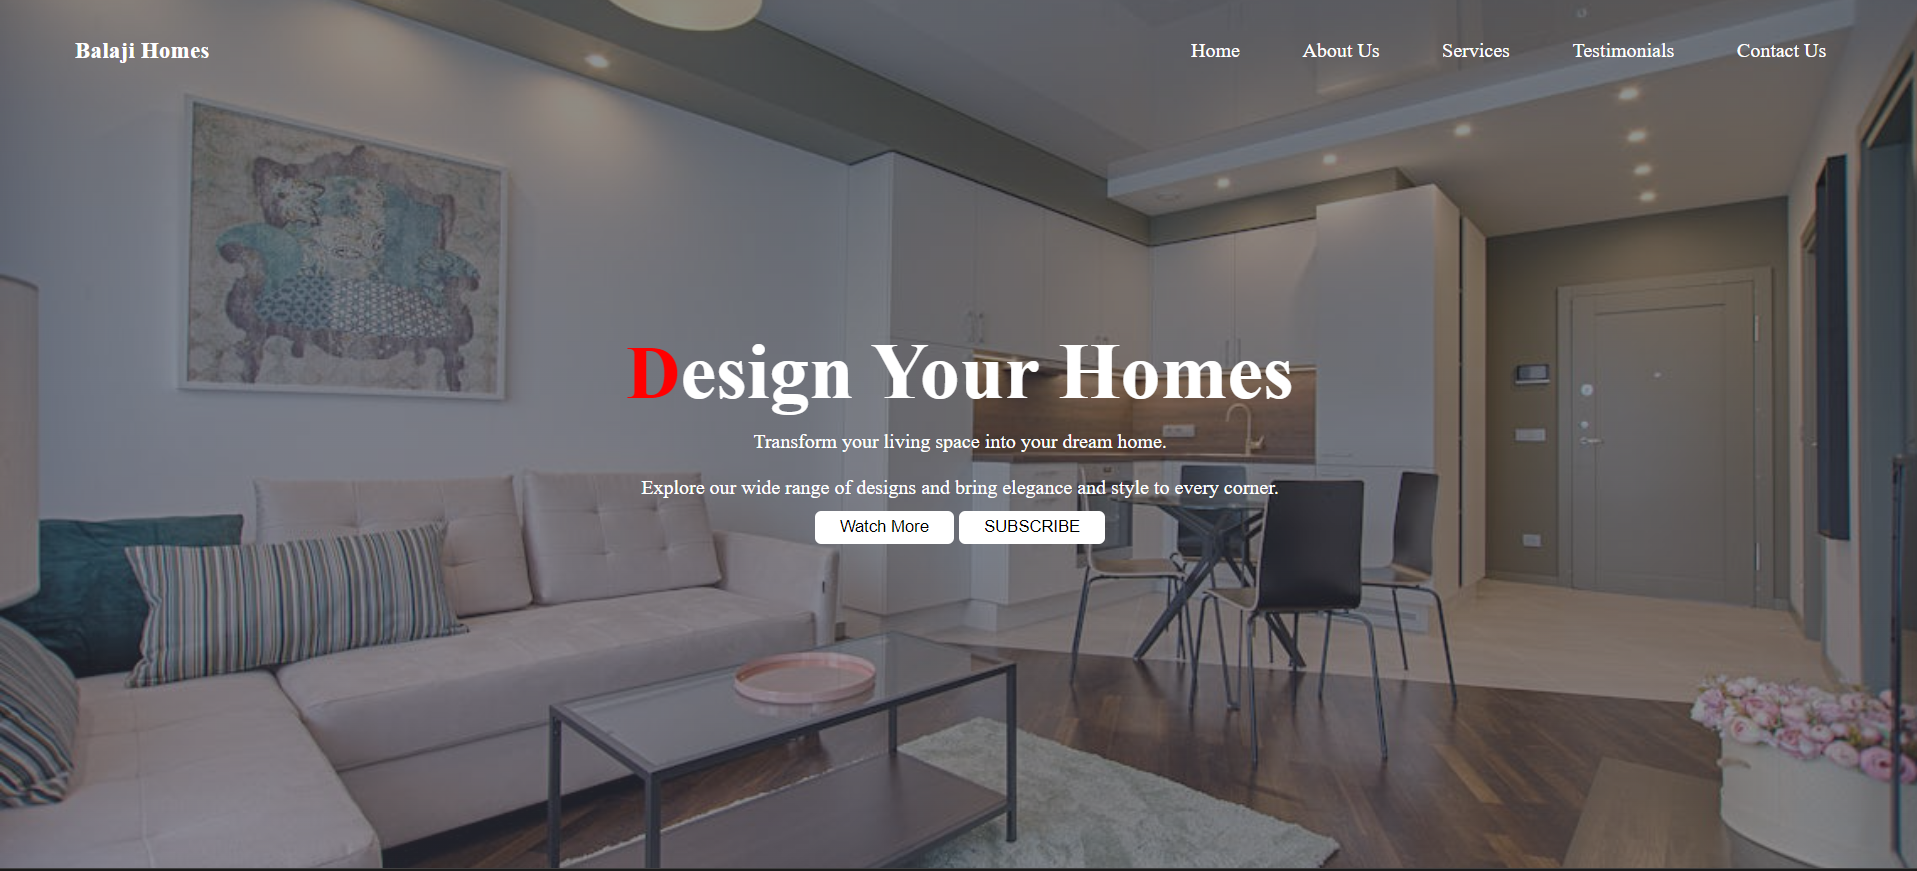 Balaji Homes
Home About Us Services Testimonials Contact Us
Design Your Homes
Transform your living space into your dream home.
Explore our wide range of designs and bring elegance and style to every corner.
Watch More SUBSCRIBE